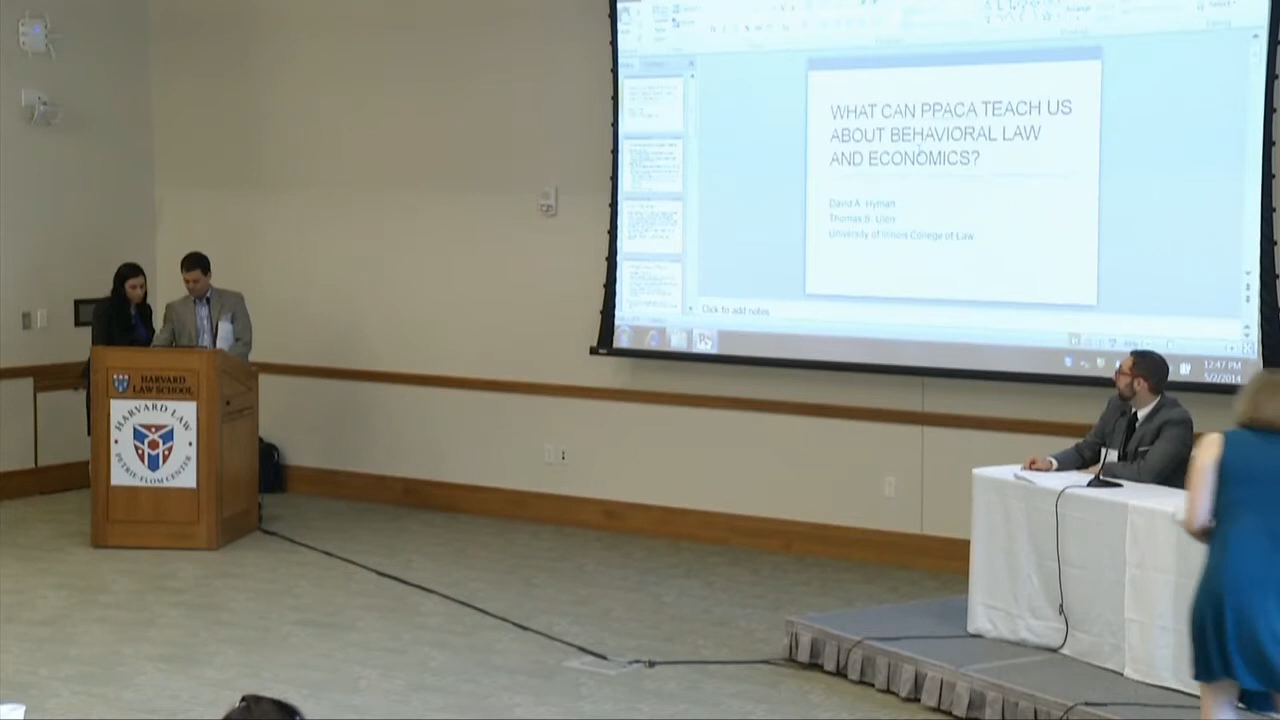 WHAT CAN PPACA TEACH US
ABOUT BEHAVIORAL LAW
AND ECONOMICS?
David A. Hyman
Thomas S. Ulen
University of Illinois College of Law
Click to add notes
12:47 PM
5/2/2014
HARVARD
LAW SCHOOL
HARVARD LAW
PETRIE-FLOM CENTER